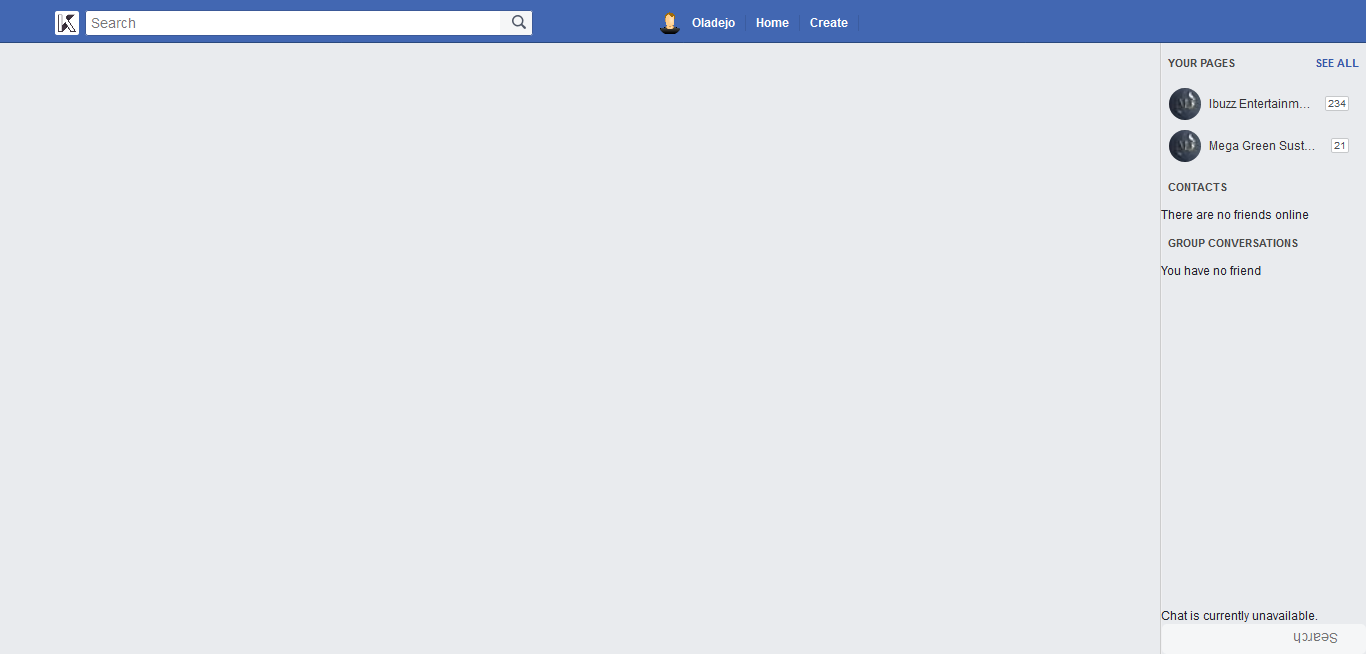 K Search Oladejo Home Create
YOUR PAGES SEE ALL
Ibuzz Entertainm... 234
Mega Green Sust... 21
CONTACTS
There are no friends online
GROUP CONVERSATIONS
You have no friend
Chat is currently unavailable.
Search